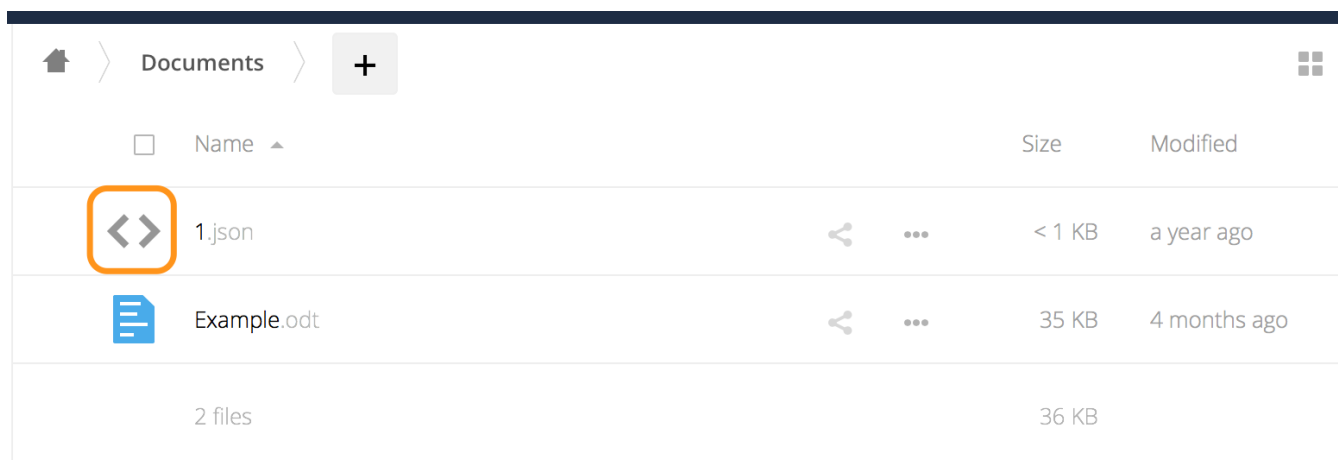 Documents +
Name Size Modified
1.json < 1 KB a year ago
Example.odt 35 KB 4 months ago
2 files 36 KB